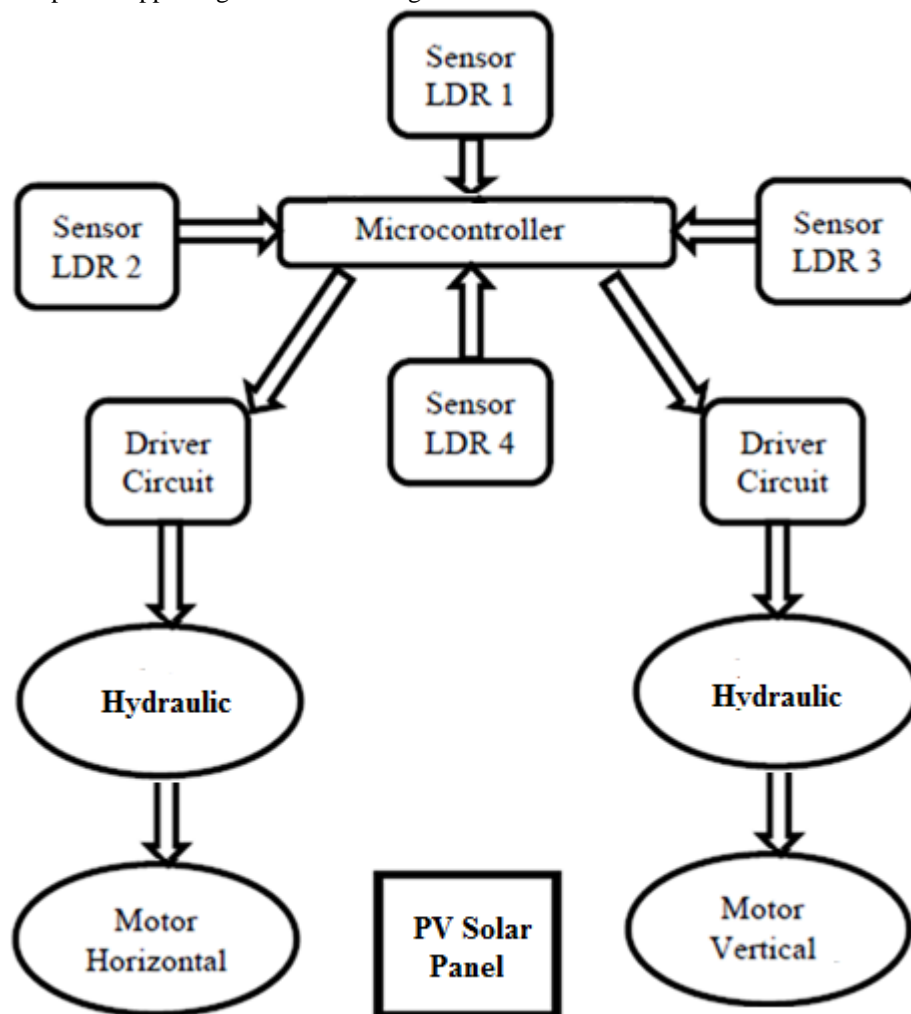 Sensor
LDR 1
Sensor
LDR 2
Microcontroller
Sensor
LDR 3
Sensor
LDR 4
Driver
Circuit
Driver
Circuit
Hydraulic
Hydraulic
Motor
Horizontal
PV Solar
Panel
Motor
Vertical